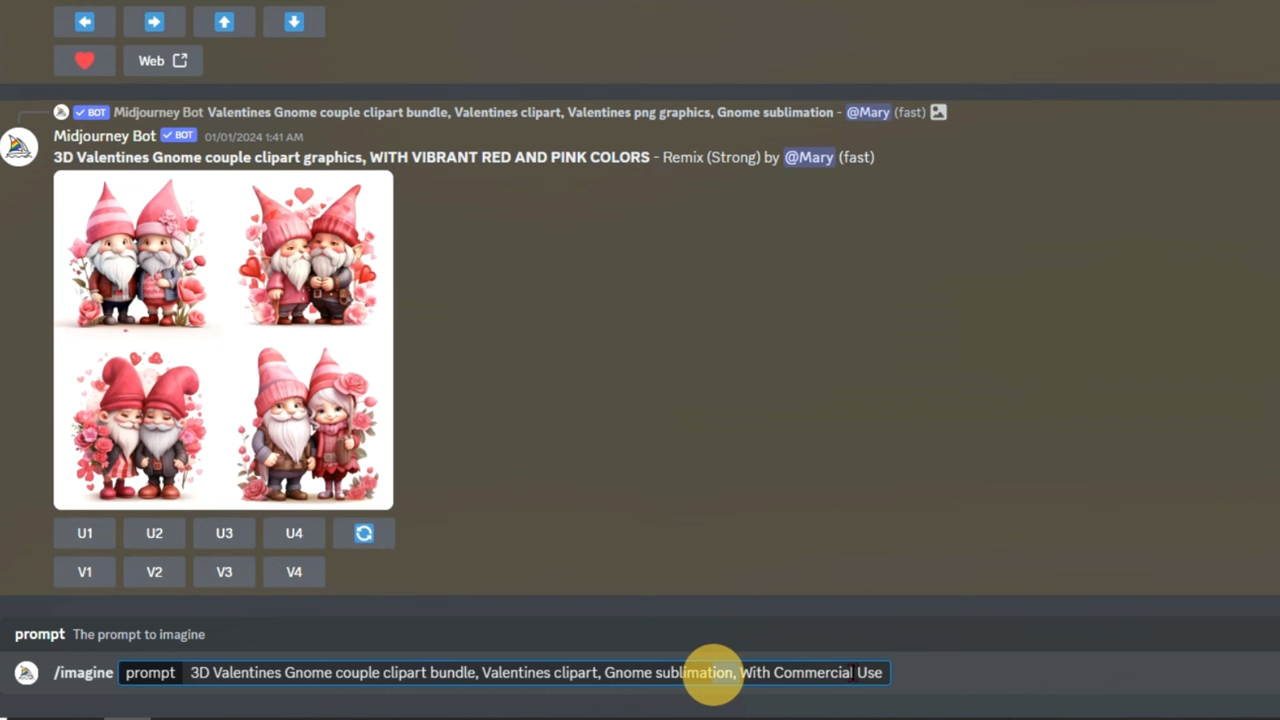 Web
BOT Midjourney Bot Valentines Gnome couple clipart bundle, Valentines clipart, Valentines png graphics, Gnome sublimation - @Mary (fast)
Midjourney Bot BOT 01/01/2024 1:41 AM
3D Valentines Gnome couple clipart graphics, WITH VIBRANT RED AND PINK COLORS - Remix (Strong) by @Mary (fast)
U1 U2 U3 U4
V1 V2 V3 V4
prompt The prompt to imagine
/imagine prompt 3D Valentines Gnome couple clipart bundle, Valentines clipart, Gnome sublimation, With Commercial Use